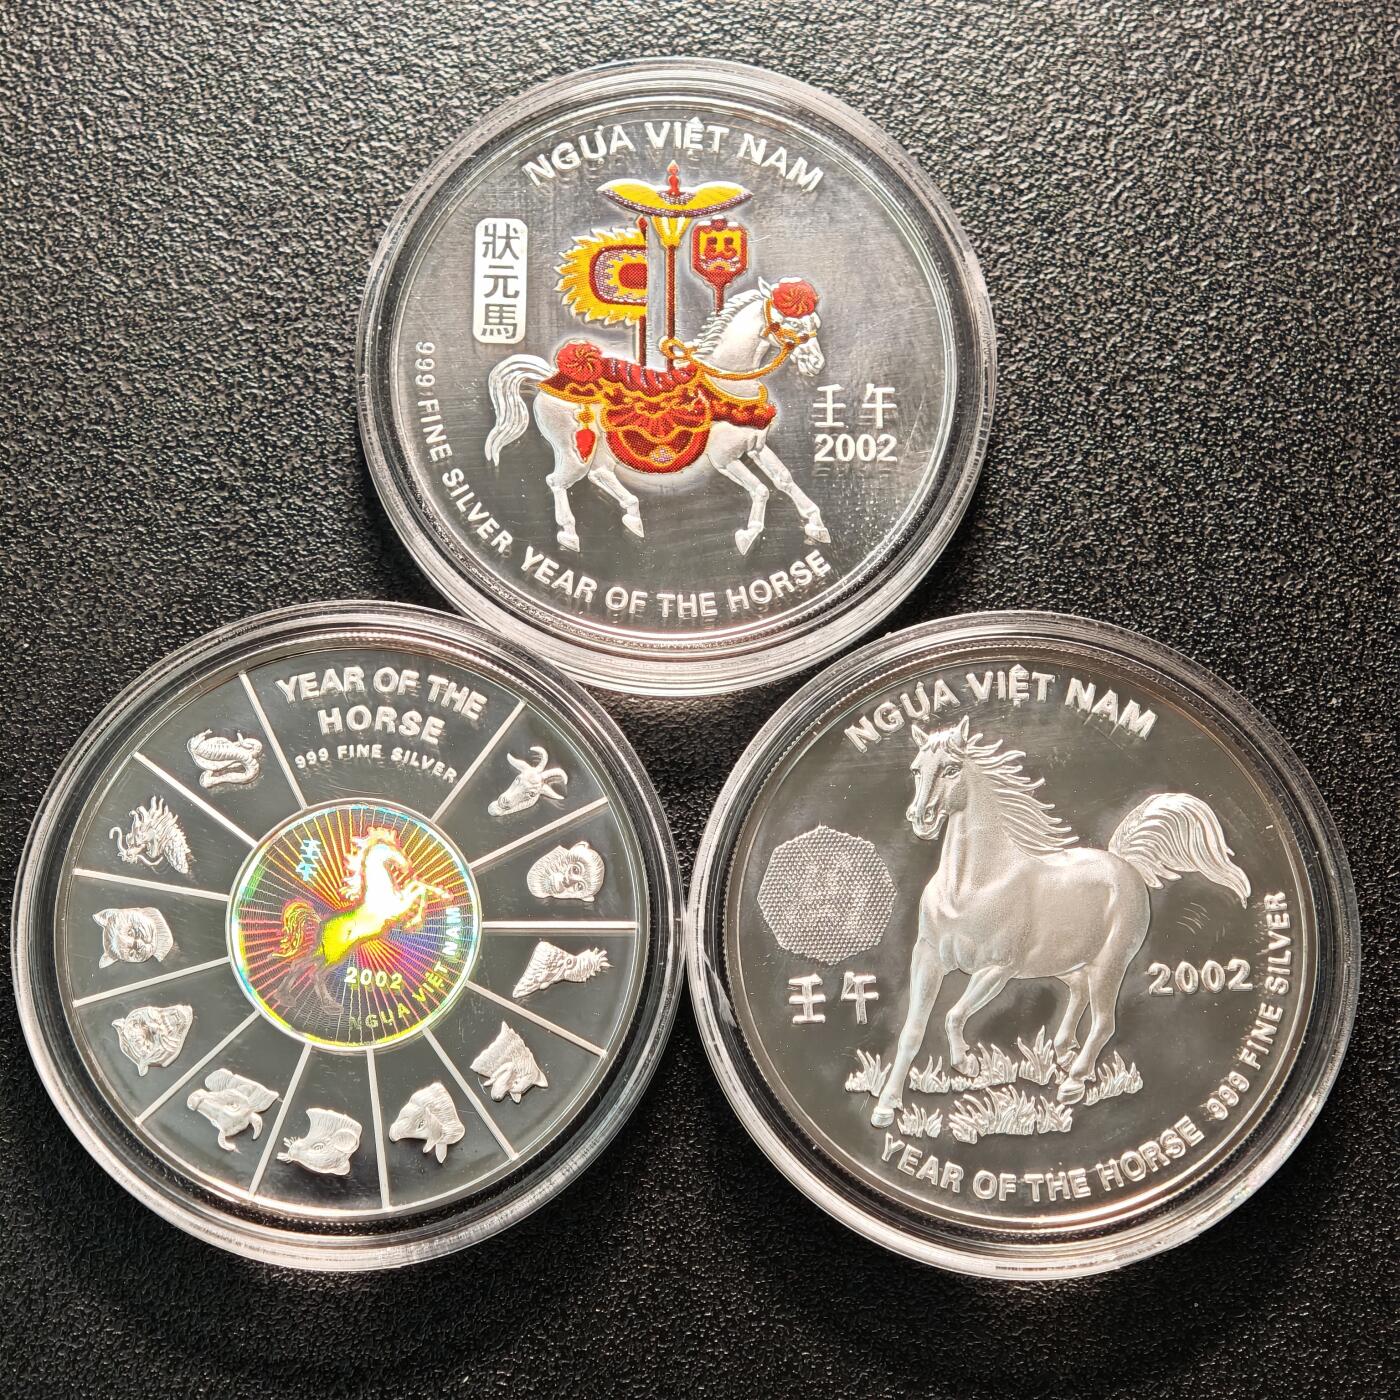 NGỰA VIỆT NAM
狀元馬
壬午
2002
999 FINE SILVER YEAR OF THE HORSE
YEAR OF THE
HORSE
999 FINE SILVER
壬午
2002
NGỰA VIỆT NAM
NGỰA VIỆT NAM
壬午
2002
YEAR OF THE HORSE 999 FINE SILVER